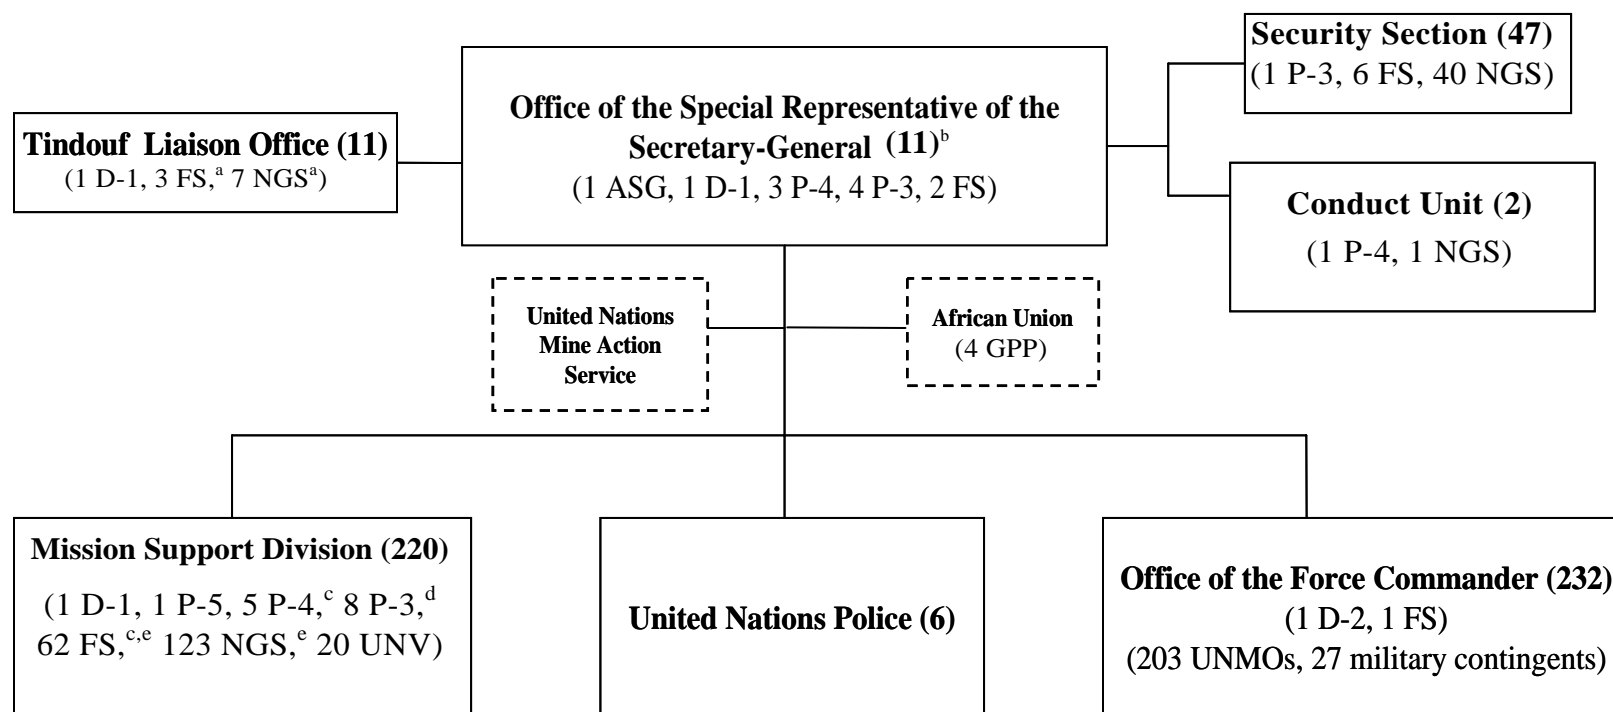 Security Section (47)
(1 P-3, 6 FS, 40 NGS)
Office of the Special Representative of the
Secretary-General (11)b
(1 ASG, 1 D-1, 3 P-4, 4 P-3, 2 FS)
Tindouf Liaison Office (11)
(1 D-1, 3 FS,a 7 NGSa)
Conduct Unit (2)
(1 P-4, 1 NGS)
United Nations
Mine Action
Service
African Union
(4 GPP)
Mission Support Division (220)
(1 D-1, 1 P-5, 5 P-4,c 8 P-3,d
62 FS,c,e 123 NGS,e 20 UNV)
United Nations Police (6)
Office of the Force Commander (232)
(1 D-2, 1 FS)
(203 UNMOs, 27 military contingents)